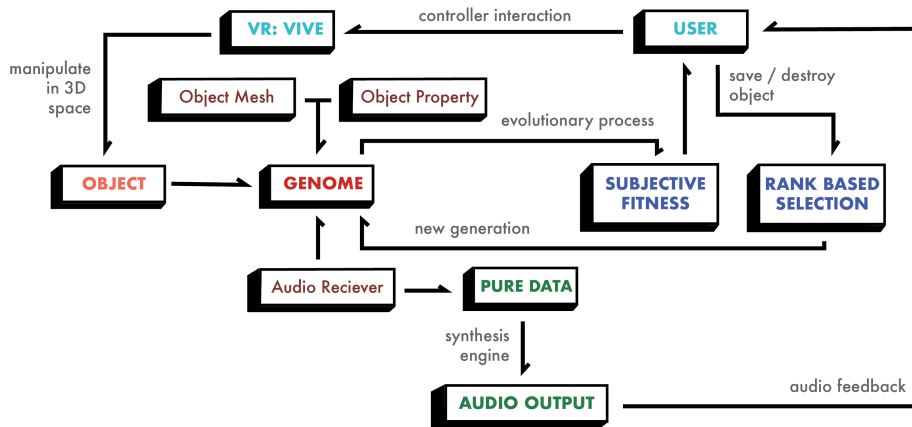 controller interaction
VR: VIVE
USER
manipulate
in 3D
space
save / destroy
object
Object Mesh
Object Property
evolutionary process
OBJECT
GENOME
SUBJECTIVE
FITNESS
RANK BASED
SELECTION
new generation
Audio Reciever
PURE DATA
synthesis
engine
audio feedback
AUDIO OUTPUT